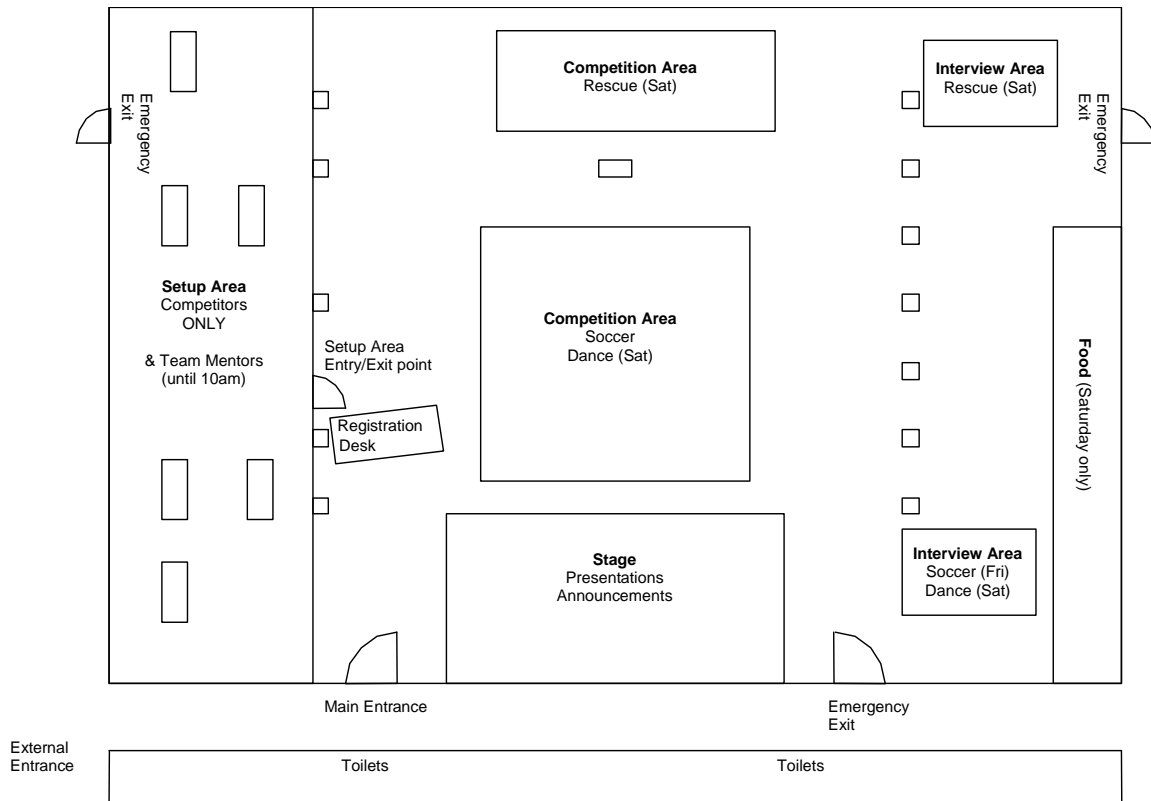 Competition Area
Rescue (Sat)
Interview Area
Rescue (Sat)
Emergency
Exit
Emergency
Exit
Setup Area
Competitors
ONLY
& Team Mentors
(until 10am)
Setup Area
Entry/Exit point
Registration
Desk
Competition Area
Soccer
Dance (Sat)
Food (Saturday only)
Stage
Presentations
Announcements
Interview Area
Soccer (Fri)
Dance (Sat)
Main Entrance
Emergency
Exit
External
Entrance
Toilets
Toilets